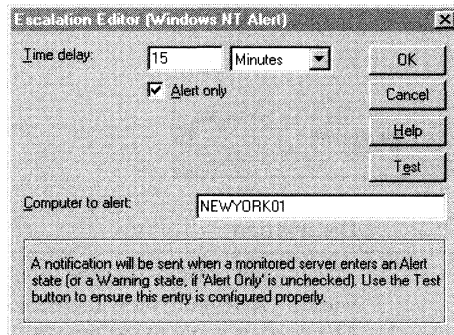 Escalation Editor (Windows NT Alert)
Time delay: 15 Minutes OK
Alert only Cancel
Help
Test
Computer to alert: NEWYORK01
A notification will be sent when a monitored server enters an Alert
state (or a Warning state, if 'Alert Only' is unchecked). Use the Test
button to ensure this entry is configured properly.